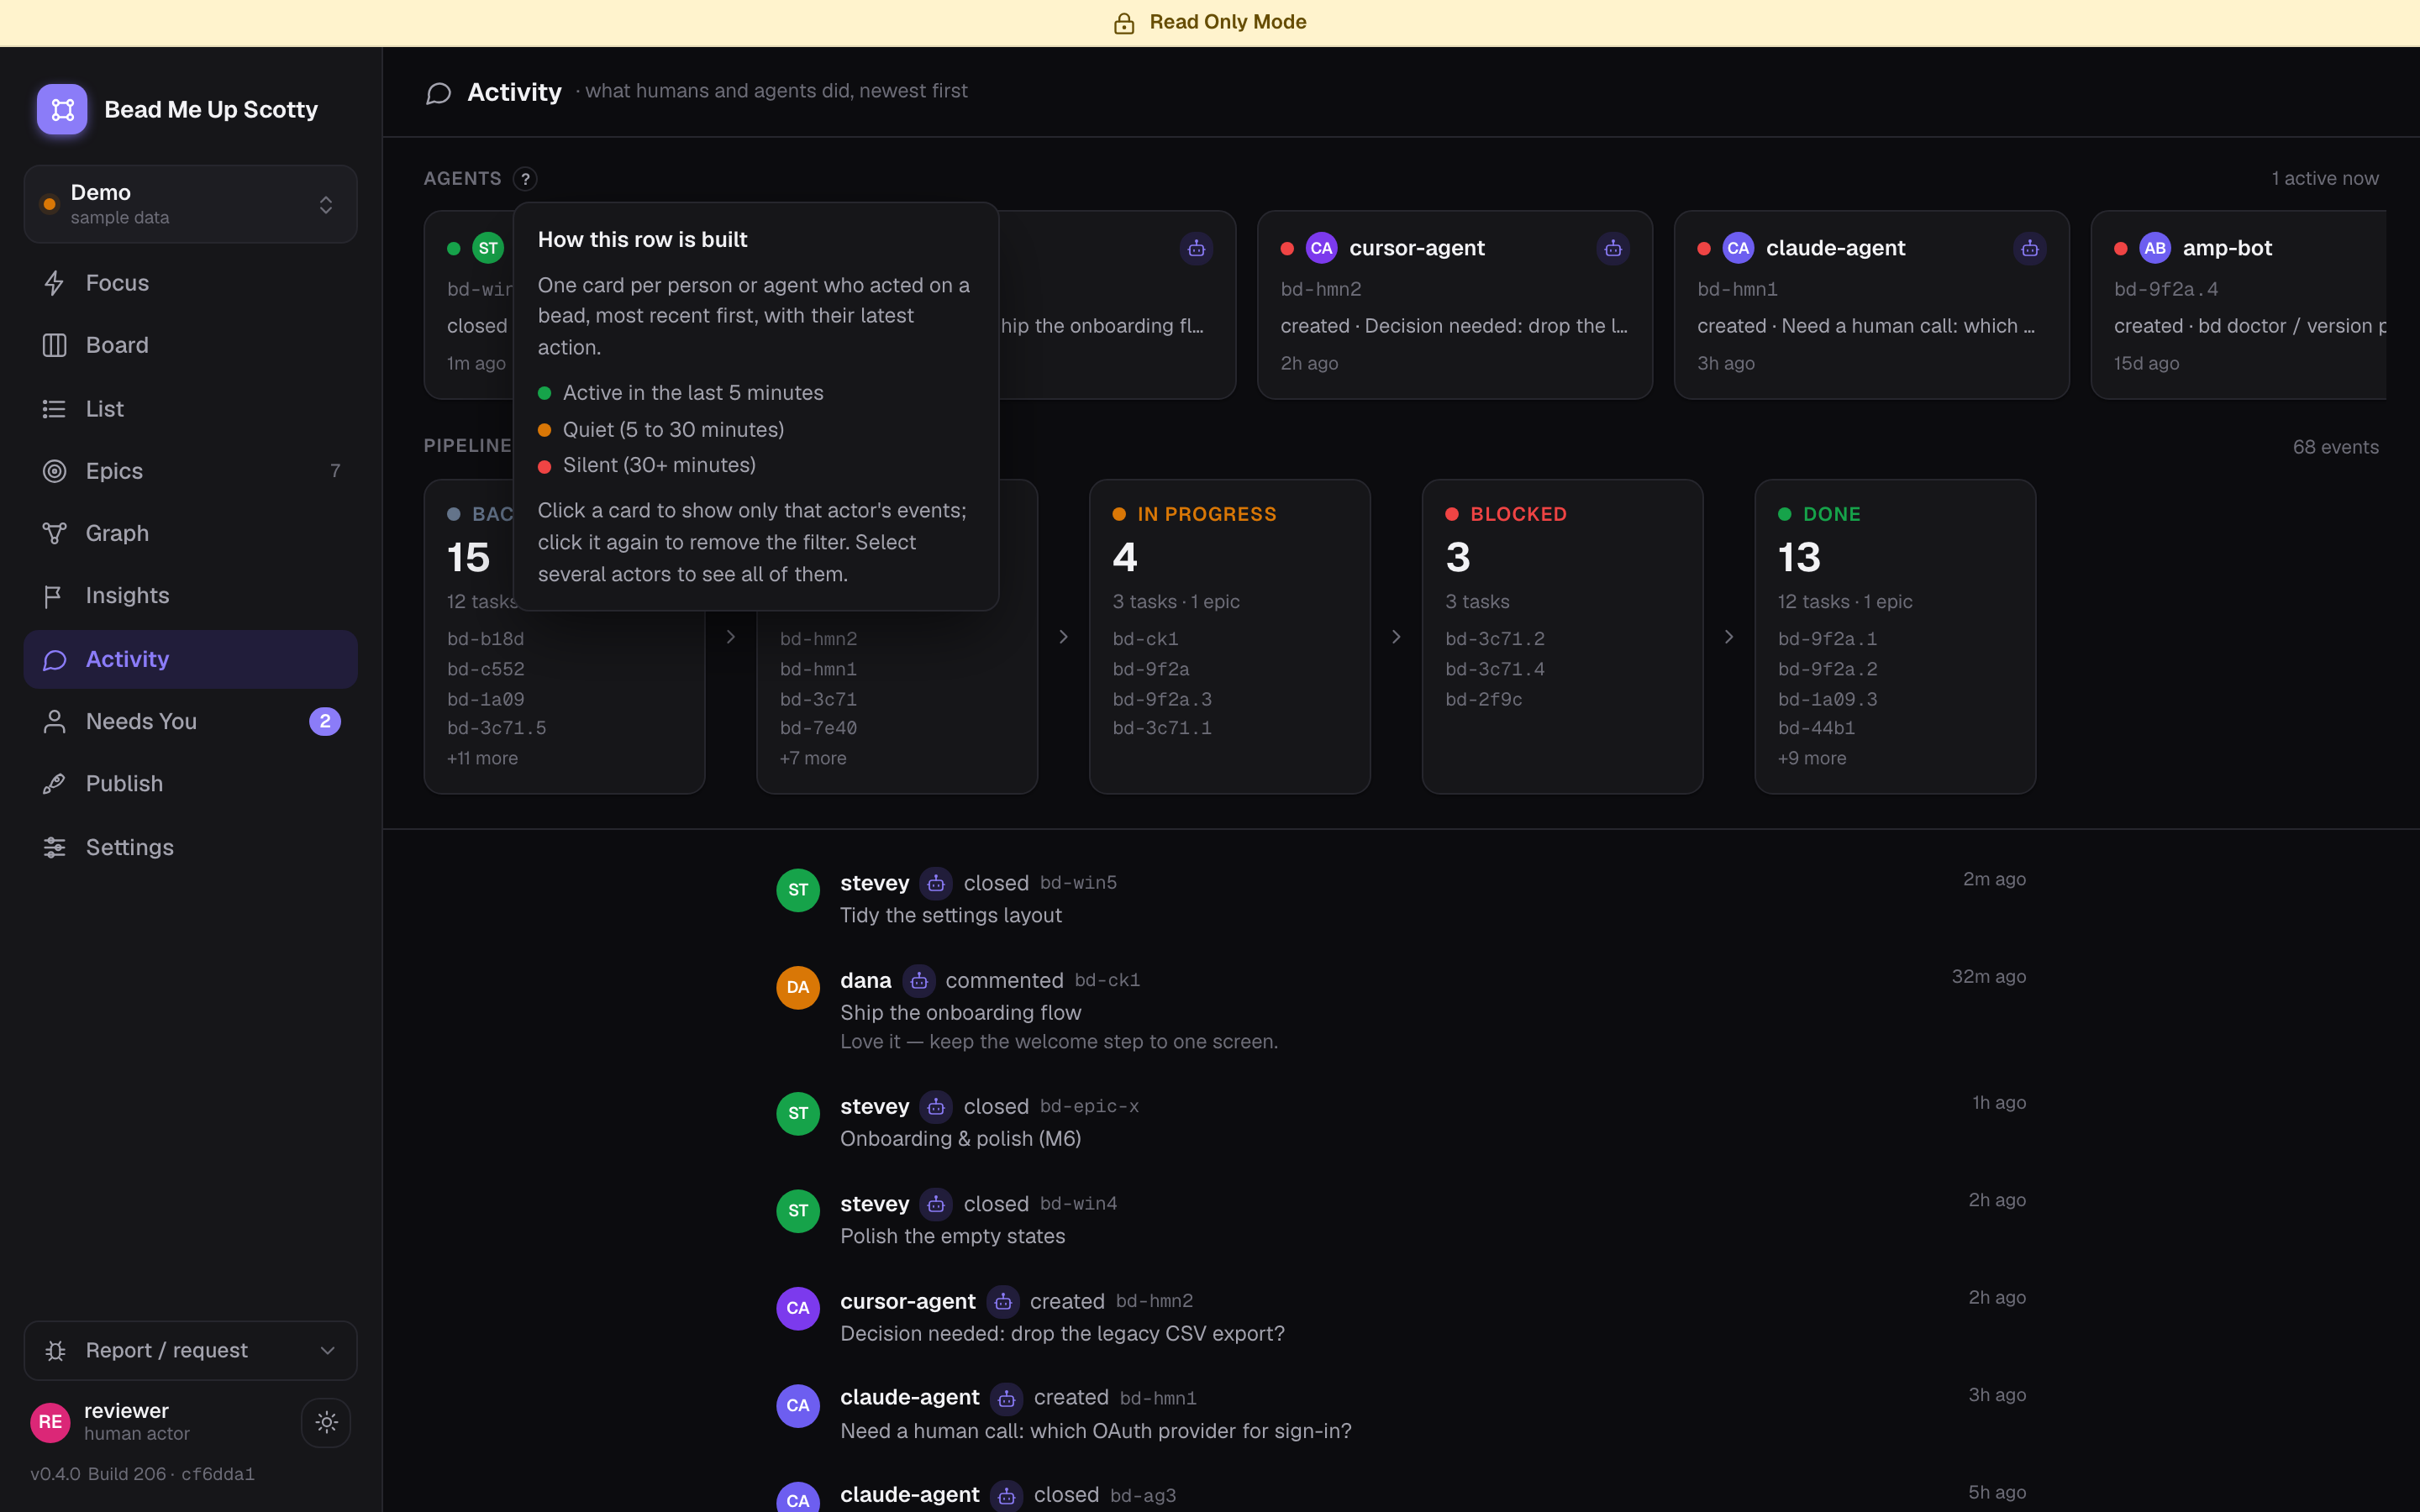 Read Only Mode
Bead Me Up Scotty
Demo
sample data
Focus
Board
List
Epics 7
Graph
Insights
Activity
Needs You 2
Publish
Settings
Report / request
RE reviewer
human actor
v0.4.0 Build 206 · cf6dda1
Activity · what humans and agents did, newest first
AGENTS ? 1 active now
ST
closed
1m ago
How this row is built
One card per person or agent who acted on a
bead, most recent first, with their latest
action.
Active in the last 5 minutes
Quiet (5 to 30 minutes)
Silent (30+ minutes)
Click a card to show only that actor's events;
click it again to remove the filter. Select
several actors to see all of them.
the onboarding fl…
CA cursor-agent
bd-hmn2
created · Decision needed: drop the l…
2h ago
CA claude-agent
bd-hmn1
created · Need a human call: which …
3h ago
AB amp-bot
bd-9f2a.4
created · bd doctor / version
15d ago
PIPELINE 68 events
15
12 tasks
bd-b18d
bd-c552
bd-1a09
bd-3c71.5
+11 more
bd-hmn2
bd-hmn1
bd-3c71
bd-7e40
+7 more
IN PROGRESS
4
3 tasks · 1 epic
bd-ck1
bd-9f2a
bd-9f2a.3
bd-3c71.1
BLOCKED
3
3 tasks
bd-3c71.2
bd-3c71.4
bd-2f9c
DONE
13
12 tasks · 1 epic
bd-9f2a.1
bd-9f2a.2
bd-1a09.3
bd-44b1
+9 more
ST stevey closed bd-win5 2m ago
Tidy the settings layout
DA dana commented bd-ck1 32m ago
Ship the onboarding flow
Love it — keep the welcome step to one screen.
ST stevey closed bd-epic-x 1h ago
Onboarding & polish (M6)
ST stevey closed bd-win4 2h ago
Polish the empty states
CA cursor-agent created bd-hmn2 2h ago
Decision needed: drop the legacy CSV export?
CA claude-agent created bd-hmn1 3h ago
Need a human call: which OAuth provider for sign-in?
CA claude-agent closed bd-ag3 5h ago